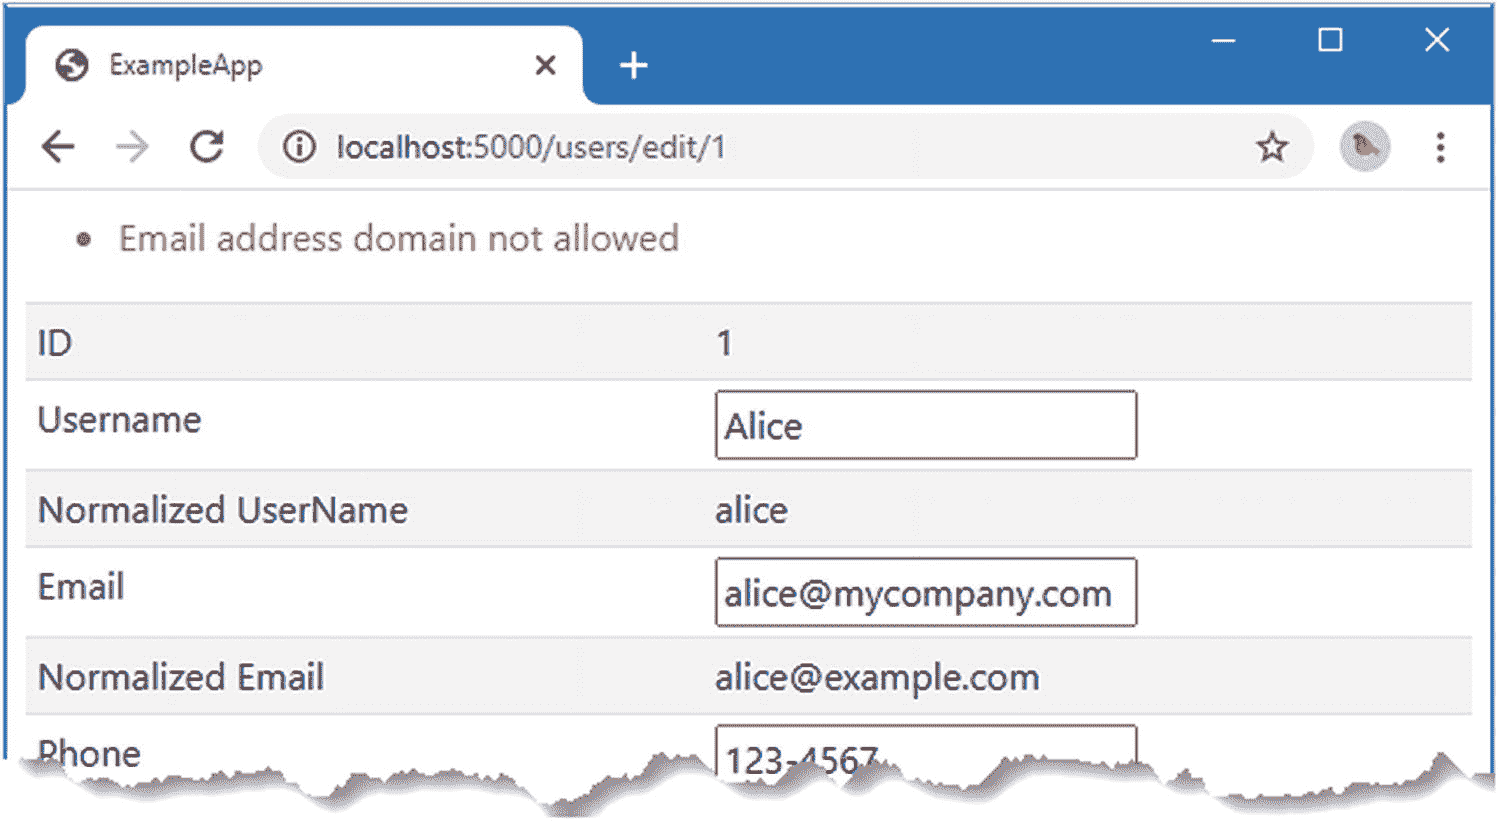 ExampleApp
localhost:5000/users/edit/1
Email address domain not allowed
ID 1
Username Alice
Normalized UserName alice
Email alice@mycompany.com
Normalized Email alice@example.com
Phone 123-4567